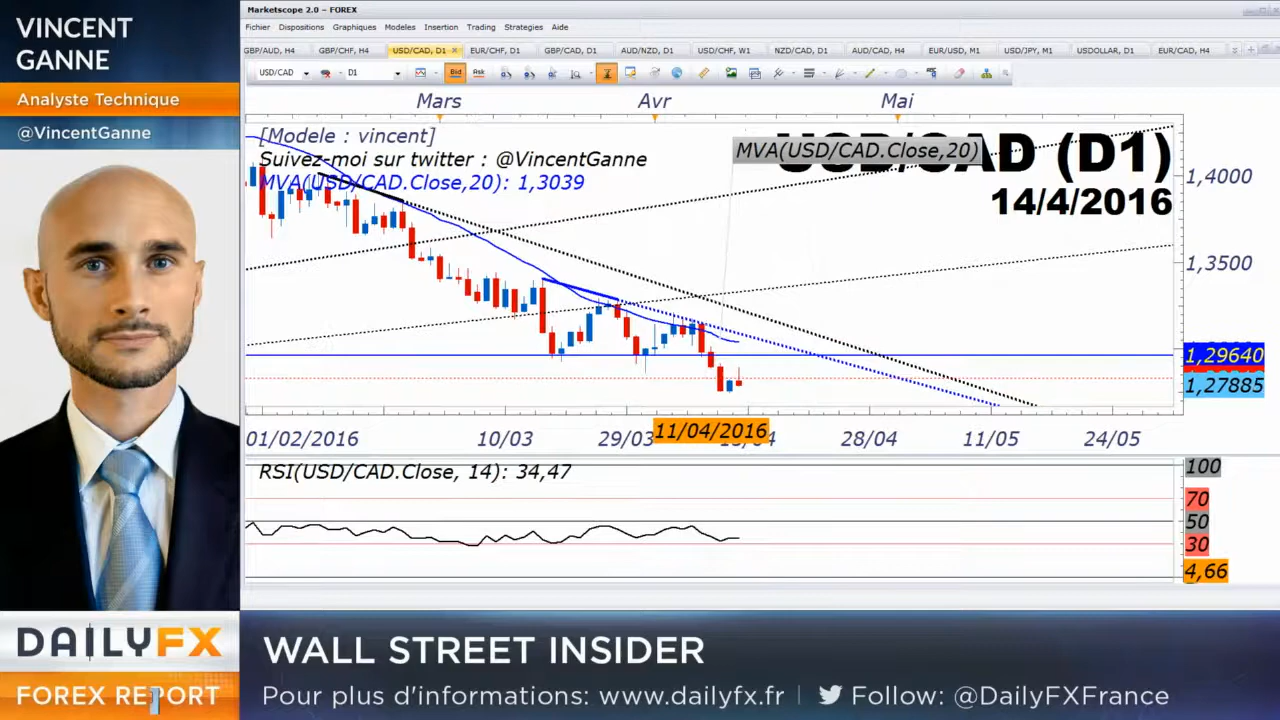 VINCENT
GANNE
Analyste Technique
@VincentGanne
Marketscope 2.0 – FOREX
Fichier Dispositions Graphiques Modeles Insertion Trading Strategies Aide
GBP/AUD, H4 GBP/CHF, H4 USD/CAD, D1 EUR/CHF, D1 GBP/CAD, D1 AUD/NZD, D1 USD/CHF, W1 NZD/CAD, D1 AUD/CAD, H4 EUR/USD, M1 USD/JPY, M1 USDOLLAR, D1 EUR/CAD, H4
USD/CAD D1 Bid Ask
Mars Avr Mai
[Modele : vincent]
Suivez-moi sur twitter : @VincentGanne
MVA(USD/CAD.Close,20): 1,3039
MVA(USD/CAD.Close,20)
USD/CAD (D1)
14/4/2016
1,4000
1,3500
1,29640
1,27885
01/02/2016 10/03 29/03 11/04/2016 28/04 11/05 24/05
RSI(USD/CAD.Close, 14): 34,47
100
70
50
30
4,66
DAILYFX
FOREX REPORT
WALL STREET INSIDER
Pour plus d'informations: www.dailyfx.fr | Follow: @DailyFXFrance